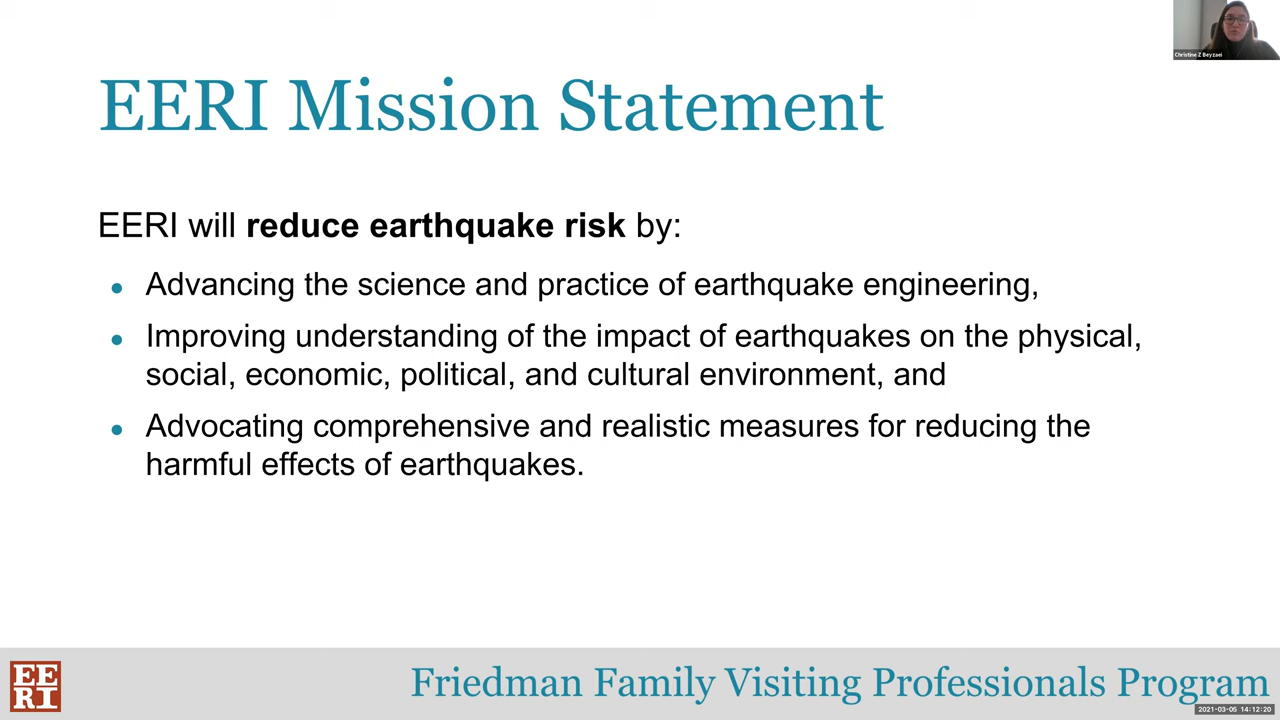 Christine Z Beyzaei
EERI Mission Statement
EERI will reduce earthquake risk by:
• Advancing the science and practice of earthquake engineering,
• Improving understanding of the impact of earthquakes on the physical,
social, economic, political, and cultural environment, and
• Advocating comprehensive and realistic measures for reducing the
harmful effects of earthquakes.
EE
RI
Friedman Family Visiting Professionals Program
2021-03-05 14:12:20